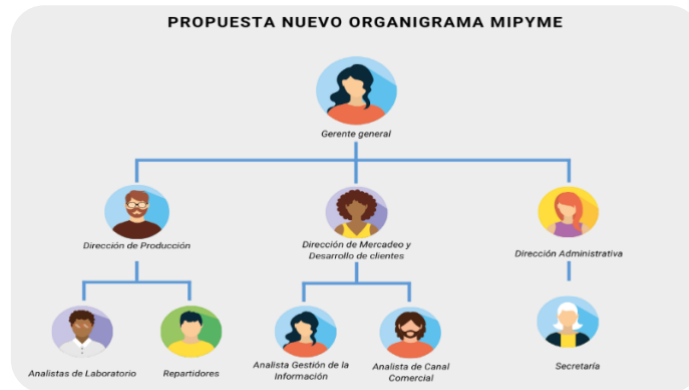 PROPUESTA NUEVO ORGANIGRAMA MIPYME
Gerente general
Dirección de Producción
Dirección de Mercadeo y
Desarrollo de clientes
Dirección Administrativa
Analistas de Laboratorio
Repartidores
Analista Gestión de la
Información
Analista de Canal
Comercial
Secretaría